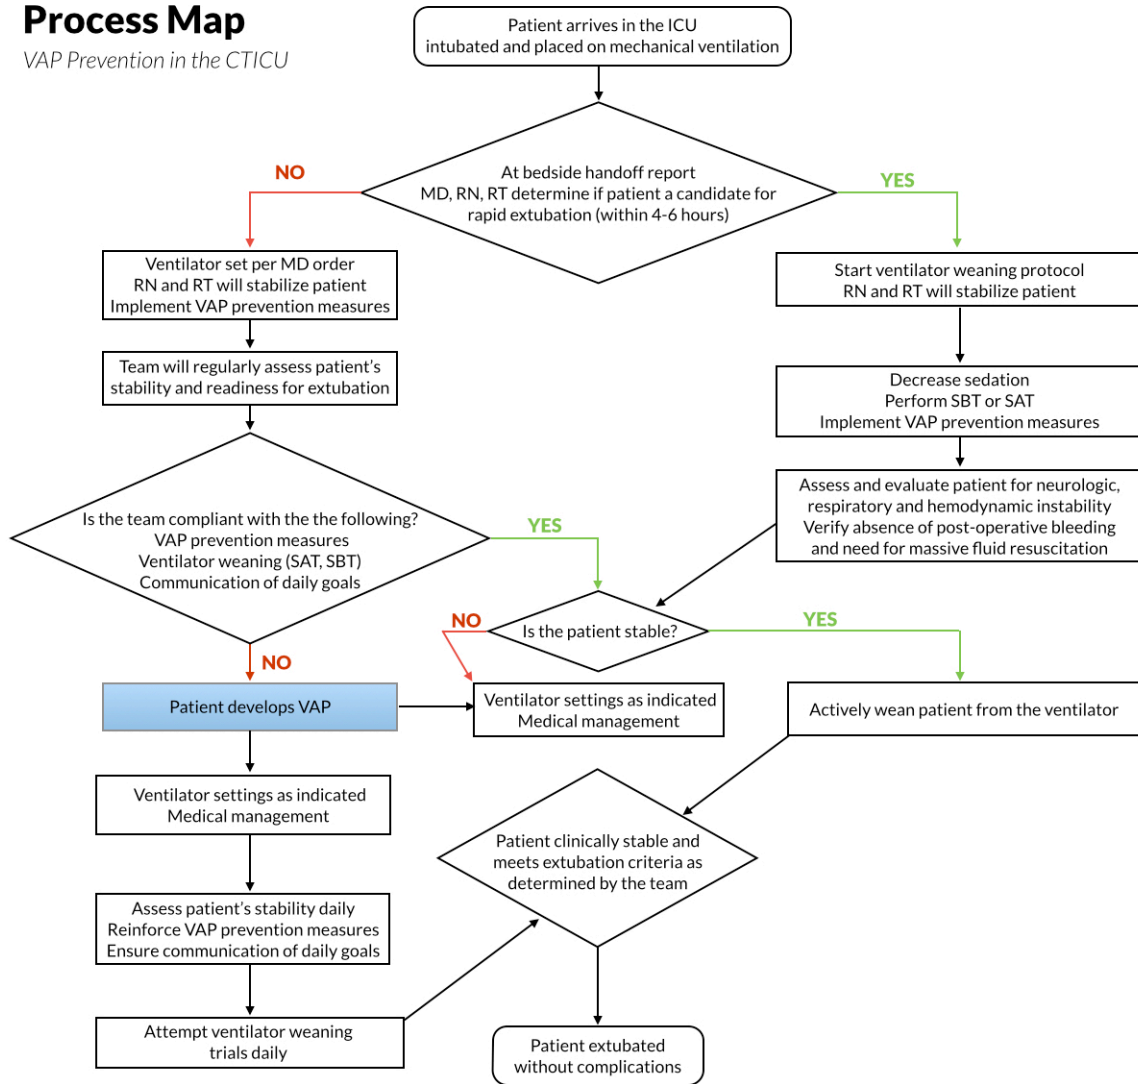 Process Map
VAP Prevention in the CTICU
Patient arrives in the ICU
intubated and placed on mechanical ventilation
At bedside handoff report
MD, RN, RT determine if patient a candidate for
rapid extubation (within 4-6 hours)
NO
YES
Ventilator set per MD order
RN and RT will stabilize patient
Implement VAP prevention measures
Start ventilator weaning protocol
RN and RT will stabilize patient
Team will regularly assess patient’s
stability and readiness for extubation
Decrease sedation
Perform SBT or SAT
Implement VAP prevention measures
Is the team compliant with the the following?
VAP prevention measures
Ventilator weaning (SAT, SBT)
Communication of daily goals
YES
Assess and evaluate patient for neurologic,
respiratory and hemodynamic instability
Verify absence of post-operative bleeding
and need for massive fluid resuscitation
NO
Is the patient stable?
YES
NO
Patient develops VAP
Ventilator settings as indicated
Medical management
Actively wean patient from the ventilator
Ventilator settings as indicated
Medical management
Patient clinically stable and
meets extubation criteria as
determined by the team
Assess patient’s stability daily
Reinforce VAP prevention measures
Ensure communication of daily goals
Attempt ventilator weaning
trials daily
Patient extubated
without complications